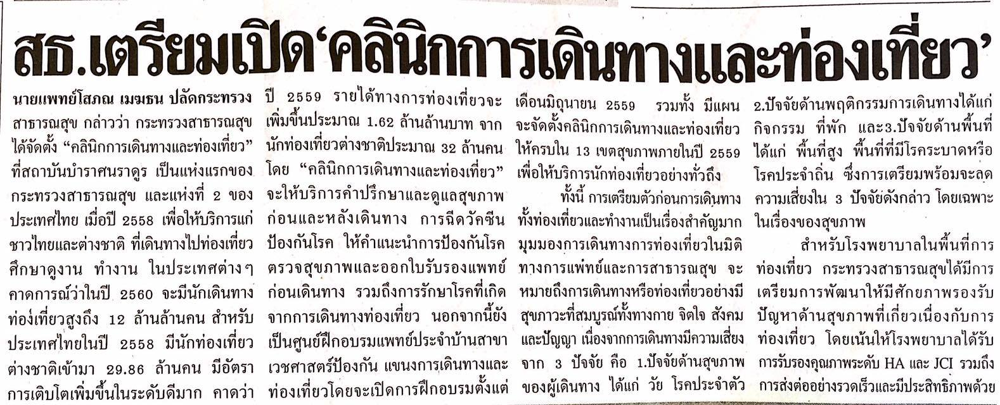 สธ.เตรียมเปิด‘คลินิกการเดินทางและท่องเที่ยว’
นายแพทย์โสภณ เมฆธน ปลัดกระทรวง
สาธารณสุข กล่าวว่า กระทรวงสาธารณสุข
ได้จัดตั้ง “คลินิกการเดินทางและท่องเที่ยว”
ที่สถาบันบำราศนราดูร เป็นแห่งแรกของ
กระทรวงสาธารณสุข และแห่งที่ 2 ของ
ประเทศไทย เมื่อปี 2558 เพื่อให้บริการแก่
ชาวไทยและต่างชาติ ที่เดินทางไปท่องเที่ยว
ศึกษาดูงาน ทำงาน ในประเทศต่างๆ
คาดการณ์ว่าในปี 2560 จะมีนักเดินทาง
ท่องเที่ยวสูงถึง 12 ล้านล้านคน สำหรับ
ประเทศไทยในปี 2558 มีนักท่องเที่ยว
ต่างชาติเข้ามา 29.86 ล้านคน มีอัตรา
การเติบโตเพิ่มขึ้นในระดับดีมาก คาดว่า
ปี 2559 รายได้ทางการท่องเที่ยวจะ
เพิ่มขึ้นประมาณ 1.62 ล้านล้านบาท จาก
นักท่องเที่ยวต่างชาติประมาณ 32 ล้านคน
โดย “คลินิกการเดินทางและท่องเที่ยว”
จะให้บริการคำปรึกษาและดูแลสุขภาพ
ก่อนและหลังเดินทาง การฉีดวัคซีน
ป้องกันโรค ให้คำแนะนำการป้องกันโรค
ตรวจสุขภาพและออกใบรับรองแพทย์
ก่อนเดินทาง รวมถึงการรักษาโรคที่เกิด
จากการเดินทางท่องเที่ยว นอกจากนี้ยัง
เป็นศูนย์ฝึกอบรมแพทย์ประจำบ้านสาขา
เวชศาสตร์ป้องกัน แขนงการเดินทางและ
ท่องเที่ยวโดยจะเปิดการฝึกอบรมตั้งแต่
เดือนมิถุนายน 2559 รวมทั้ง มีแผน
จะจัดตั้งคลินิกการเดินทางและท่องเที่ยว
ให้ครบใน 13 เขตสุขภาพภายในปี 2559
เพื่อให้บริการนักท่องเที่ยวอย่างทั่วถึง
ทั้งนี้ การเตรียมตัวก่อนการเดินทาง
ทั้งท่องเที่ยวและทำงานเป็นเรื่องสำคัญมาก
มุมมองการเดินทางการท่องเที่ยวในมิติ
ทางการแพทย์และการสาธารณสุข จะ
หมายถึงการเดินทางหรือท่องเที่ยวอย่างมี
สุขภาวะที่สมบูรณ์ทั้งทางกาย จิตใจ สังคม
และปัญญา เนื่องจากการเดินทางมีความเสี่ยง
จาก 3 ปัจจัย คือ 1.ปัจจัยด้านสุขภาพ
ของผู้เดินทาง ได้แก่ วัย โรคประจำตัว
2.ปัจจัยด้านพฤติกรรมการเดินทางได้แก่
กิจกรรม ที่พัก และ3.ปัจจัยด้านพื้นที่
ได้แก่ พื้นที่สูง พื้นที่ที่มีโรคระบาดหรือ
โรคประจำถิ่น ซึ่งการเตรียมพร้อมจะลด
ความเสี่ยงใน 3 ปัจจัยดังกล่าว โดยเฉพาะ
ในเรื่องของสุขภาพ
สำหรับโรงพยาบาลในพื้นที่การ
ท่องเที่ยว กระทรวงสาธารณสุขได้มีการ
เตรียมการพัฒนาให้มีศักยภาพรองรับ
ปัญหาด้านสุขภาพที่เกี่ยวเนื่องกับการ
ท่องเที่ยว โดยเน้นให้โรงพยาบาลได้รับ
การรับรองคุณภาพระดับ HA และ JCI รวมถึง
การส่งต่ออย่างรวดเร็วและมีประสิทธิภาพด้วย